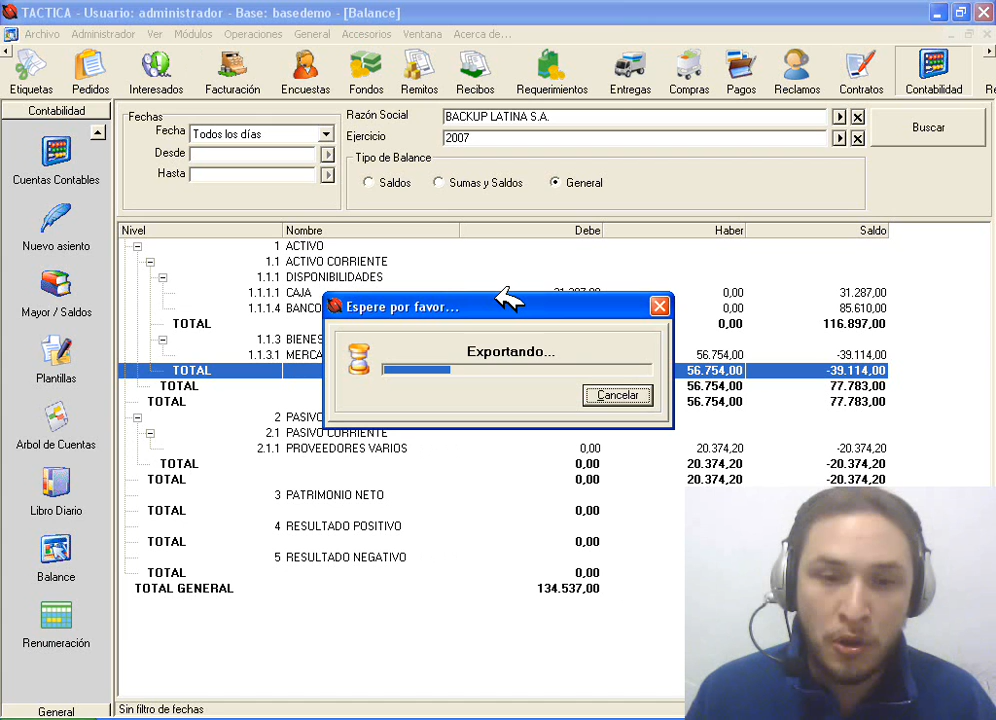 TACTICA - Usuario: administrador - Base: basedemo - [Balance]
Archivo Administrador Ver Módulos Operaciones General Accesorios Ventana Acerca de...
Etiquetas Pedidos Interesados Facturación Encuestas Fondos Remitos Recibos Requerimientos Entregas Compras Pagos Reclamos Contratos Contabilidad Re
Contabilidad
Cuentas Contables
Nuevo asiento
Mayor / Saldos
Plantillas
Arbol de Cuentas
Libro Diario
Balance
Renumeración
General
Fechas
Fecha Todos los días
Desde
Hasta
Razón Social BACKUP LATINA S.A.
Ejercicio 2007
Tipo de Balance
Saldos Sumas y Saldos General
Buscar
Nivel Nombre Debe Haber Saldo
1 ACTIVO
1.1 ACTIVO CORRIENTE
1.1.1 DISPONIBILIDADES
1.1.1.1 CAJA 31.287,00 0,00 31.287,00
1.1.1.4 BANCO 0,00 85.610,00
TOTAL 0,00 116.897,00
1.1.3 BIENES
1.1.3.1 MERCA 56.754,00 -39.114,00
TOTAL 56.754,00 -39.114,00
TOTAL 56.754,00 77.783,00
TOTAL 56.754,00 77.783,00
2 PASIVO
2.1 PASIVO CORRIENTE
2.1.1 PROVEEDORES VARIOS 0,00 20.374,20 -20.374,20
TOTAL 0,00 20.374,20 -20.374,20
TOTAL 0,00 20.374,20 -20.374,20
3 PATRIMONIO NETO
TOTAL 0,00
4 RESULTADO POSITIVO
TOTAL 0,00
5 RESULTADO NEGATIVO
TOTAL 0,00
TOTAL GENERAL 134.537,00
Espere por favor...
Exportando...
Cancelar
Sin filtro de fechas